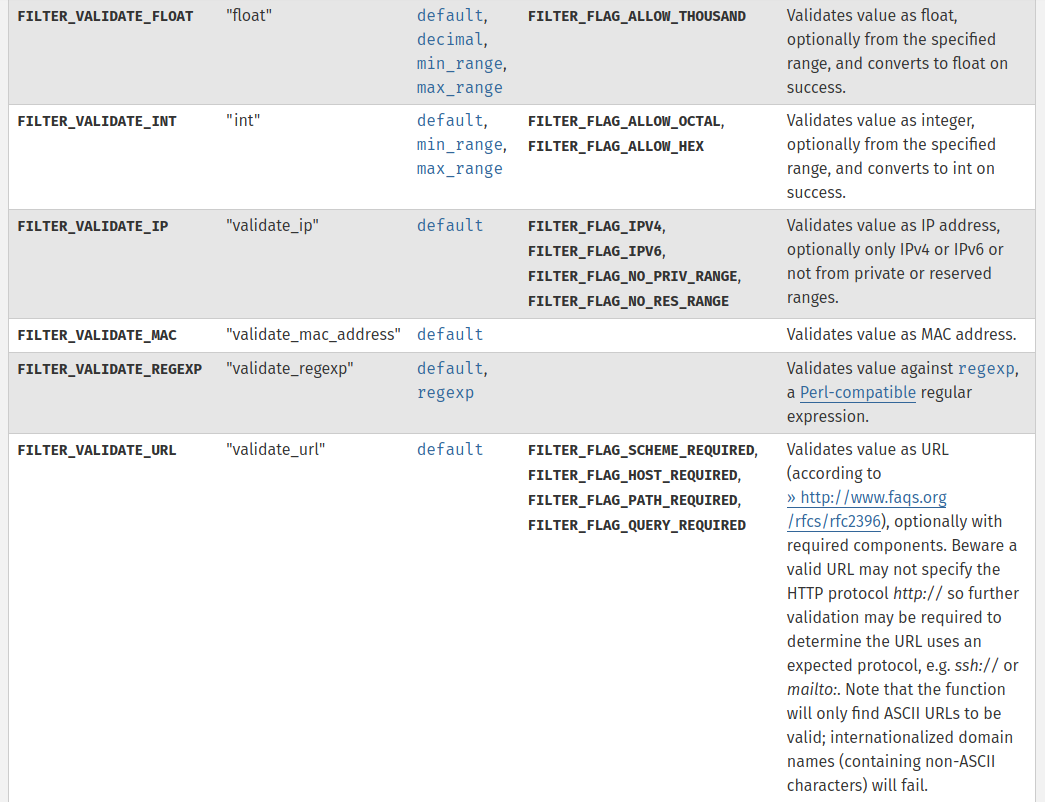 FILTER_VALIDATE_FLOAT "float" default, FILTER_FLAG_ALLOW_THOUSAND Validates value as float,
decimal, optionally from the specified
min_range, range, and converts to float on
max_range success.
FILTER_VALIDATE_INT "int" default, FILTER_FLAG_ALLOW_OCTAL, Validates value as integer,
min_range, FILTER_FLAG_ALLOW_HEX optionally from the specified
max_range range, and converts to int on
success.
FILTER_VALIDATE_IP "validate_ip" default FILTER_FLAG_IPV4, Validates value as IP address,
FILTER_FLAG_IPV6, optionally only IPv4 or IPv6 or
FILTER_FLAG_NO_PRIV_RANGE, not from private or reserved
FILTER_FLAG_NO_RES_RANGE ranges.
FILTER_VALIDATE_MAC "validate_mac_address" default Validates value as MAC address.
FILTER_VALIDATE_REGEXP "validate_regexp" default, Validates value against regexp,
regexp a Perl-compatible regular
expression.
FILTER_VALIDATE_URL "validate_url" default FILTER_FLAG_SCHEME_REQUIRED, Validates value as URL
FILTER_FLAG_HOST_REQUIRED, (according to
FILTER_FLAG_PATH_REQUIRED, » http://www.faqs.org
FILTER_FLAG_QUERY_REQUIRED /rfcs/rfc2396), optionally with
required components. Beware a
valid URL may not specify the
HTTP protocol http:// so further
validation may be required to
determine the URL uses an
expected protocol, e.g. ssh:// or
mailto:. Note that the function
will only find ASCII URLs to be
valid; internationalized domain
names (containing non-ASCII
characters) will fail.